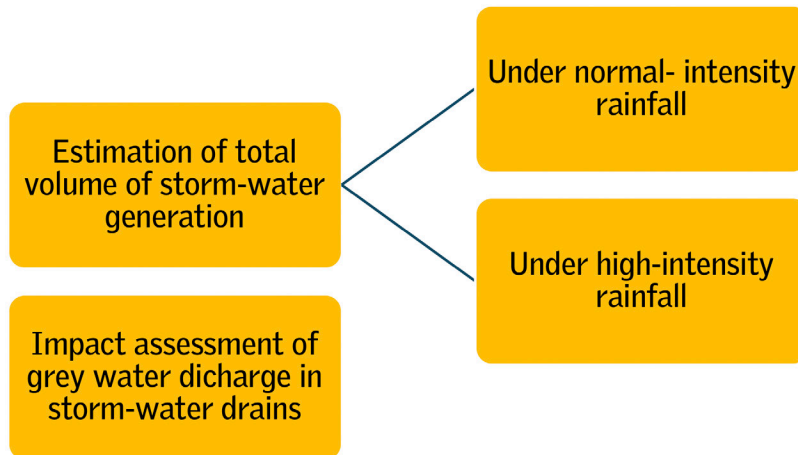 Under normal- intensity
rainfall
Estimation of total
volume of storm-water
generation
Under high-intensity
rainfall
Impact assessment of
grey water dicharge in
storm-water drains